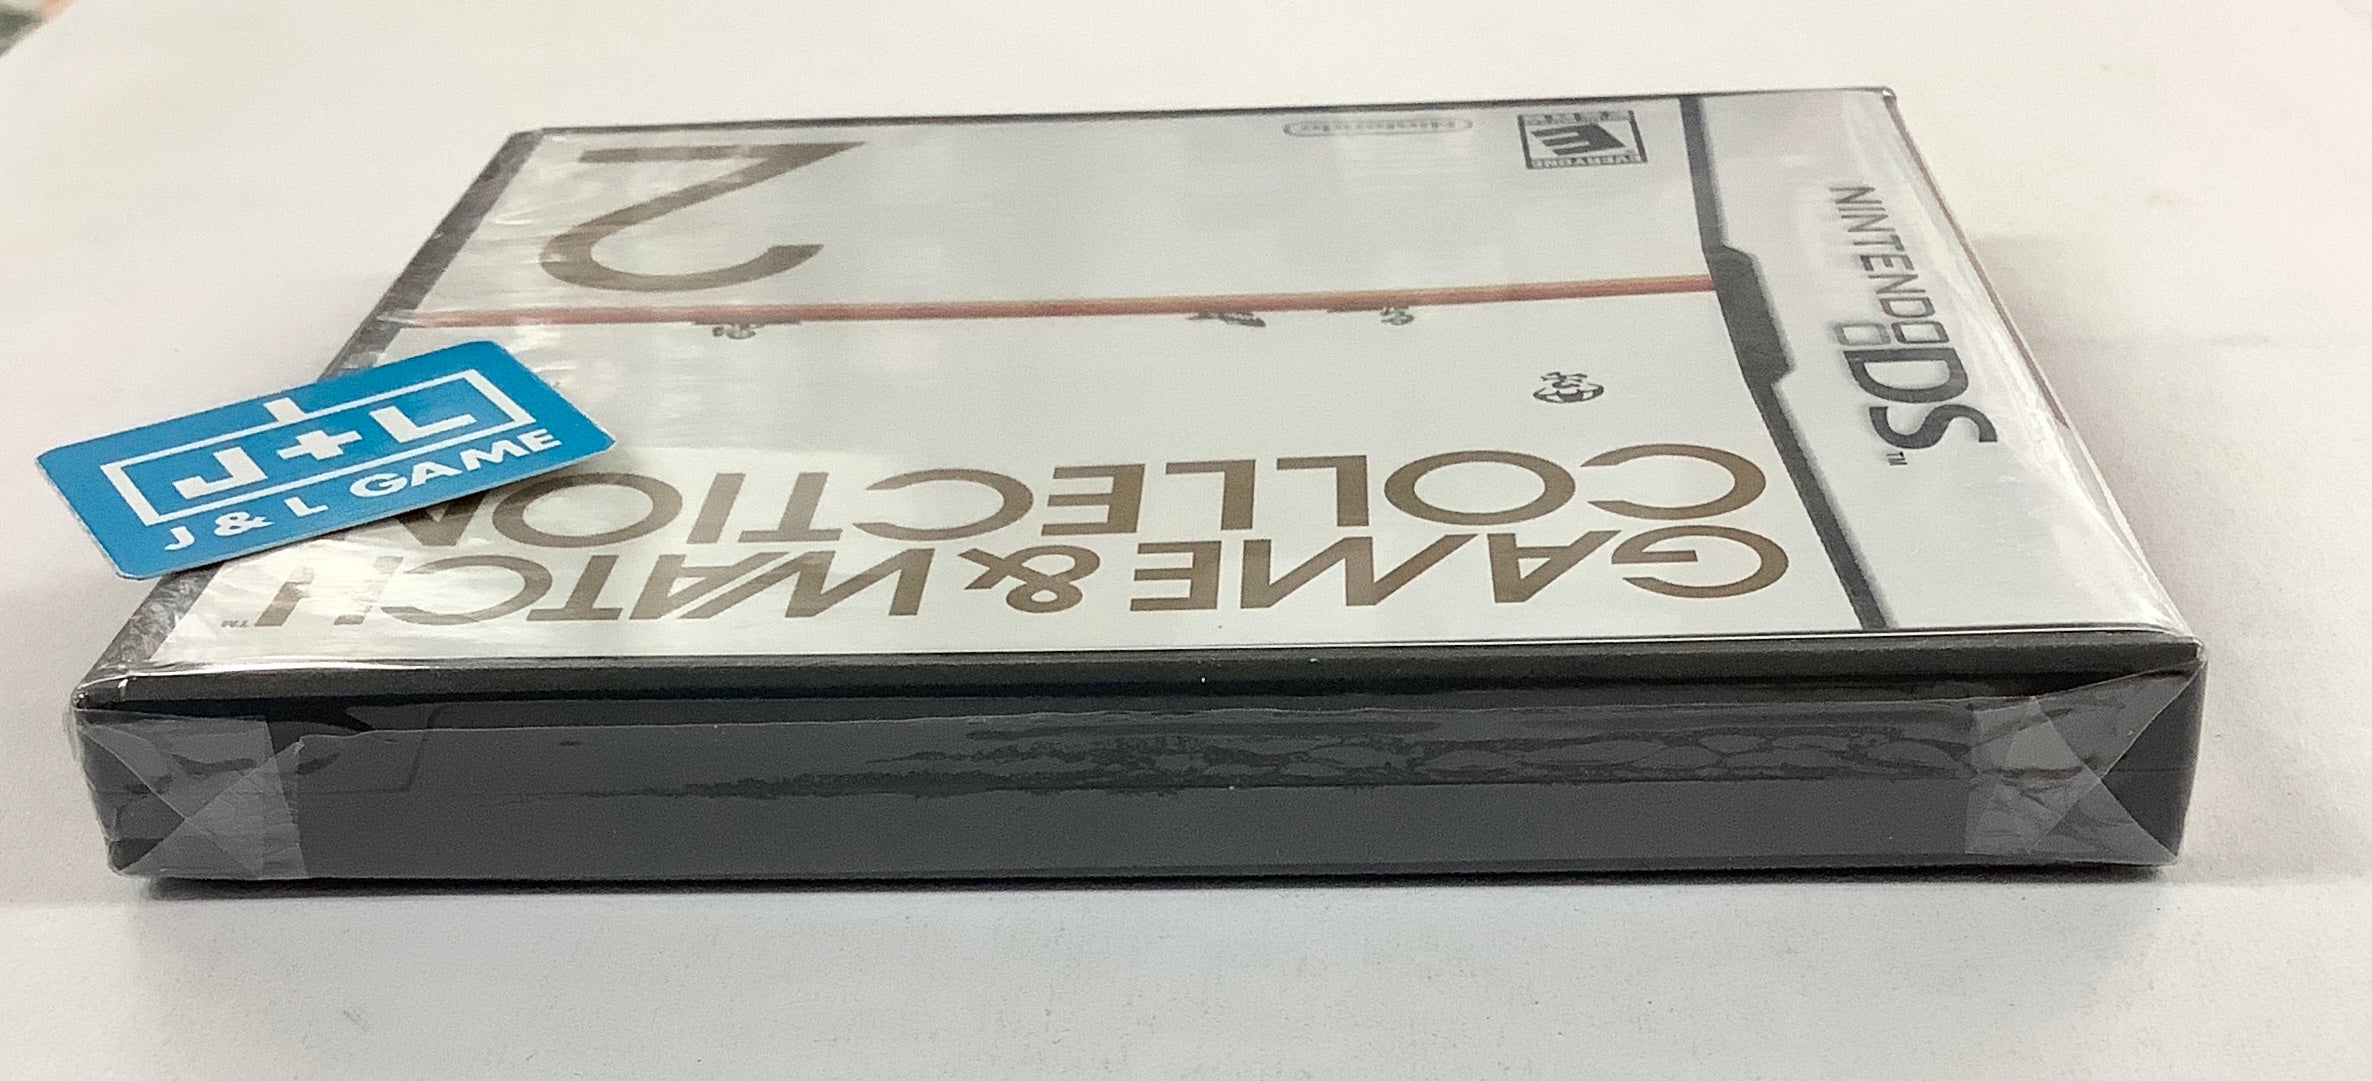 NINTENDO DS™
GAME & WATCH™
COLLECTION
2
EVERYONE
E
Nintendo
J+L
J & L GAME